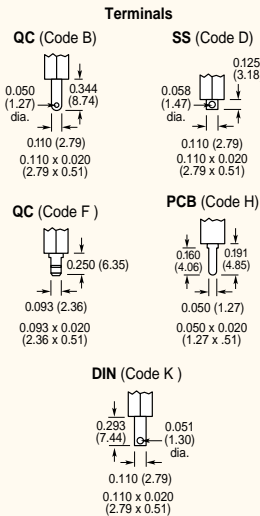 Terminals
QC (Code B)
0.050
(1.27)
dia.
0.344
(8.74)
0.110 (2.79)
0.110 x 0.020
(2.79 x 0.51)
SS (Code D)
0.125
(3.18
0.058
(1.47)
dia.
0.110 (2.79)
0.110 x 0.020
(2.79 x 0.51)
QC (Code F )
0.250 (6.35)
0.093 (2.36)
0.093 x 0.020
(2.36 x 0.51)
PCB (Code H)
0.160
(4.06)
0.191
(4.85)
0.050 (1.27)
0.050 x 0.020
(1.27 x .51)
DIN (Code K )
0.293
(7.44)
0.051
(1.30)
dia.
0.110 (2.79)
0.110 x 0.020
(2.79 x 0.51)